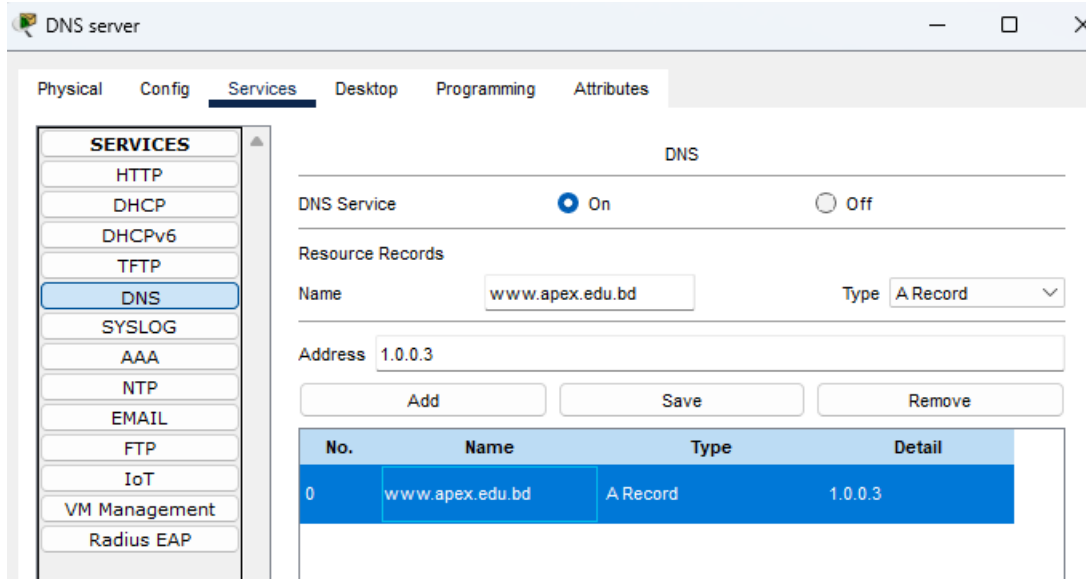 DNS server
Physical Config Services Desktop Programming Attributes
SERVICES
HTTP
DHCP
DHCPv6
TFTP
DNS
SYSLOG
AAA
NTP
EMAIL
FTP
IoT
VM Management
Radius EAP
DNS
DNS Service On Off
Resource Records
Name www.apex.edu.bd Type A Record
Address 1.0.0.3
Add Save Remove
No. Name Type Detail
0 www.apex.edu.bd A Record 1.0.0.3